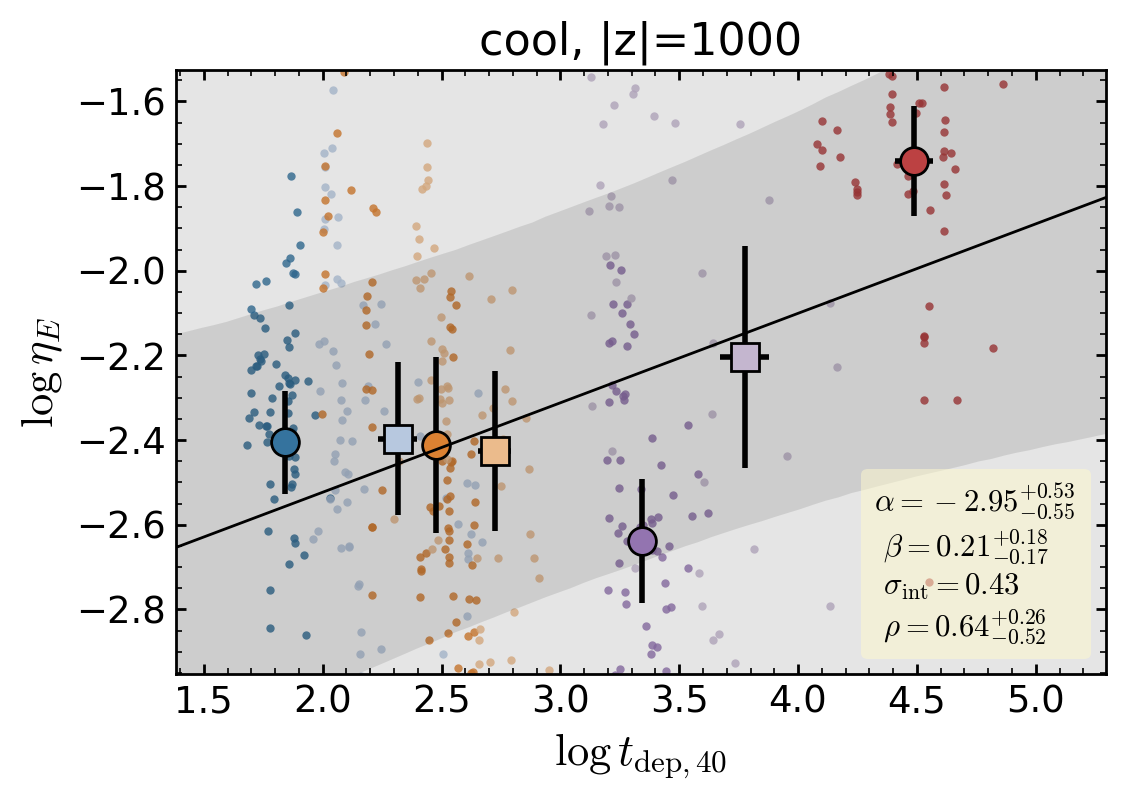 cool, |z|=1000
−1.6
−1.8
−2.0
−2.2
−2.4
−2.6
−2.8
log η_E
α = −2.95^{+0.53}_{−0.55}
β = 0.21^{+0.18}_{−0.17}
σ_int = 0.43
ρ = 0.64^{+0.26}_{−0.52}
1.5 2.0 2.5 3.0 3.5 4.0 4.5 5.0
log t_{dep, 40}